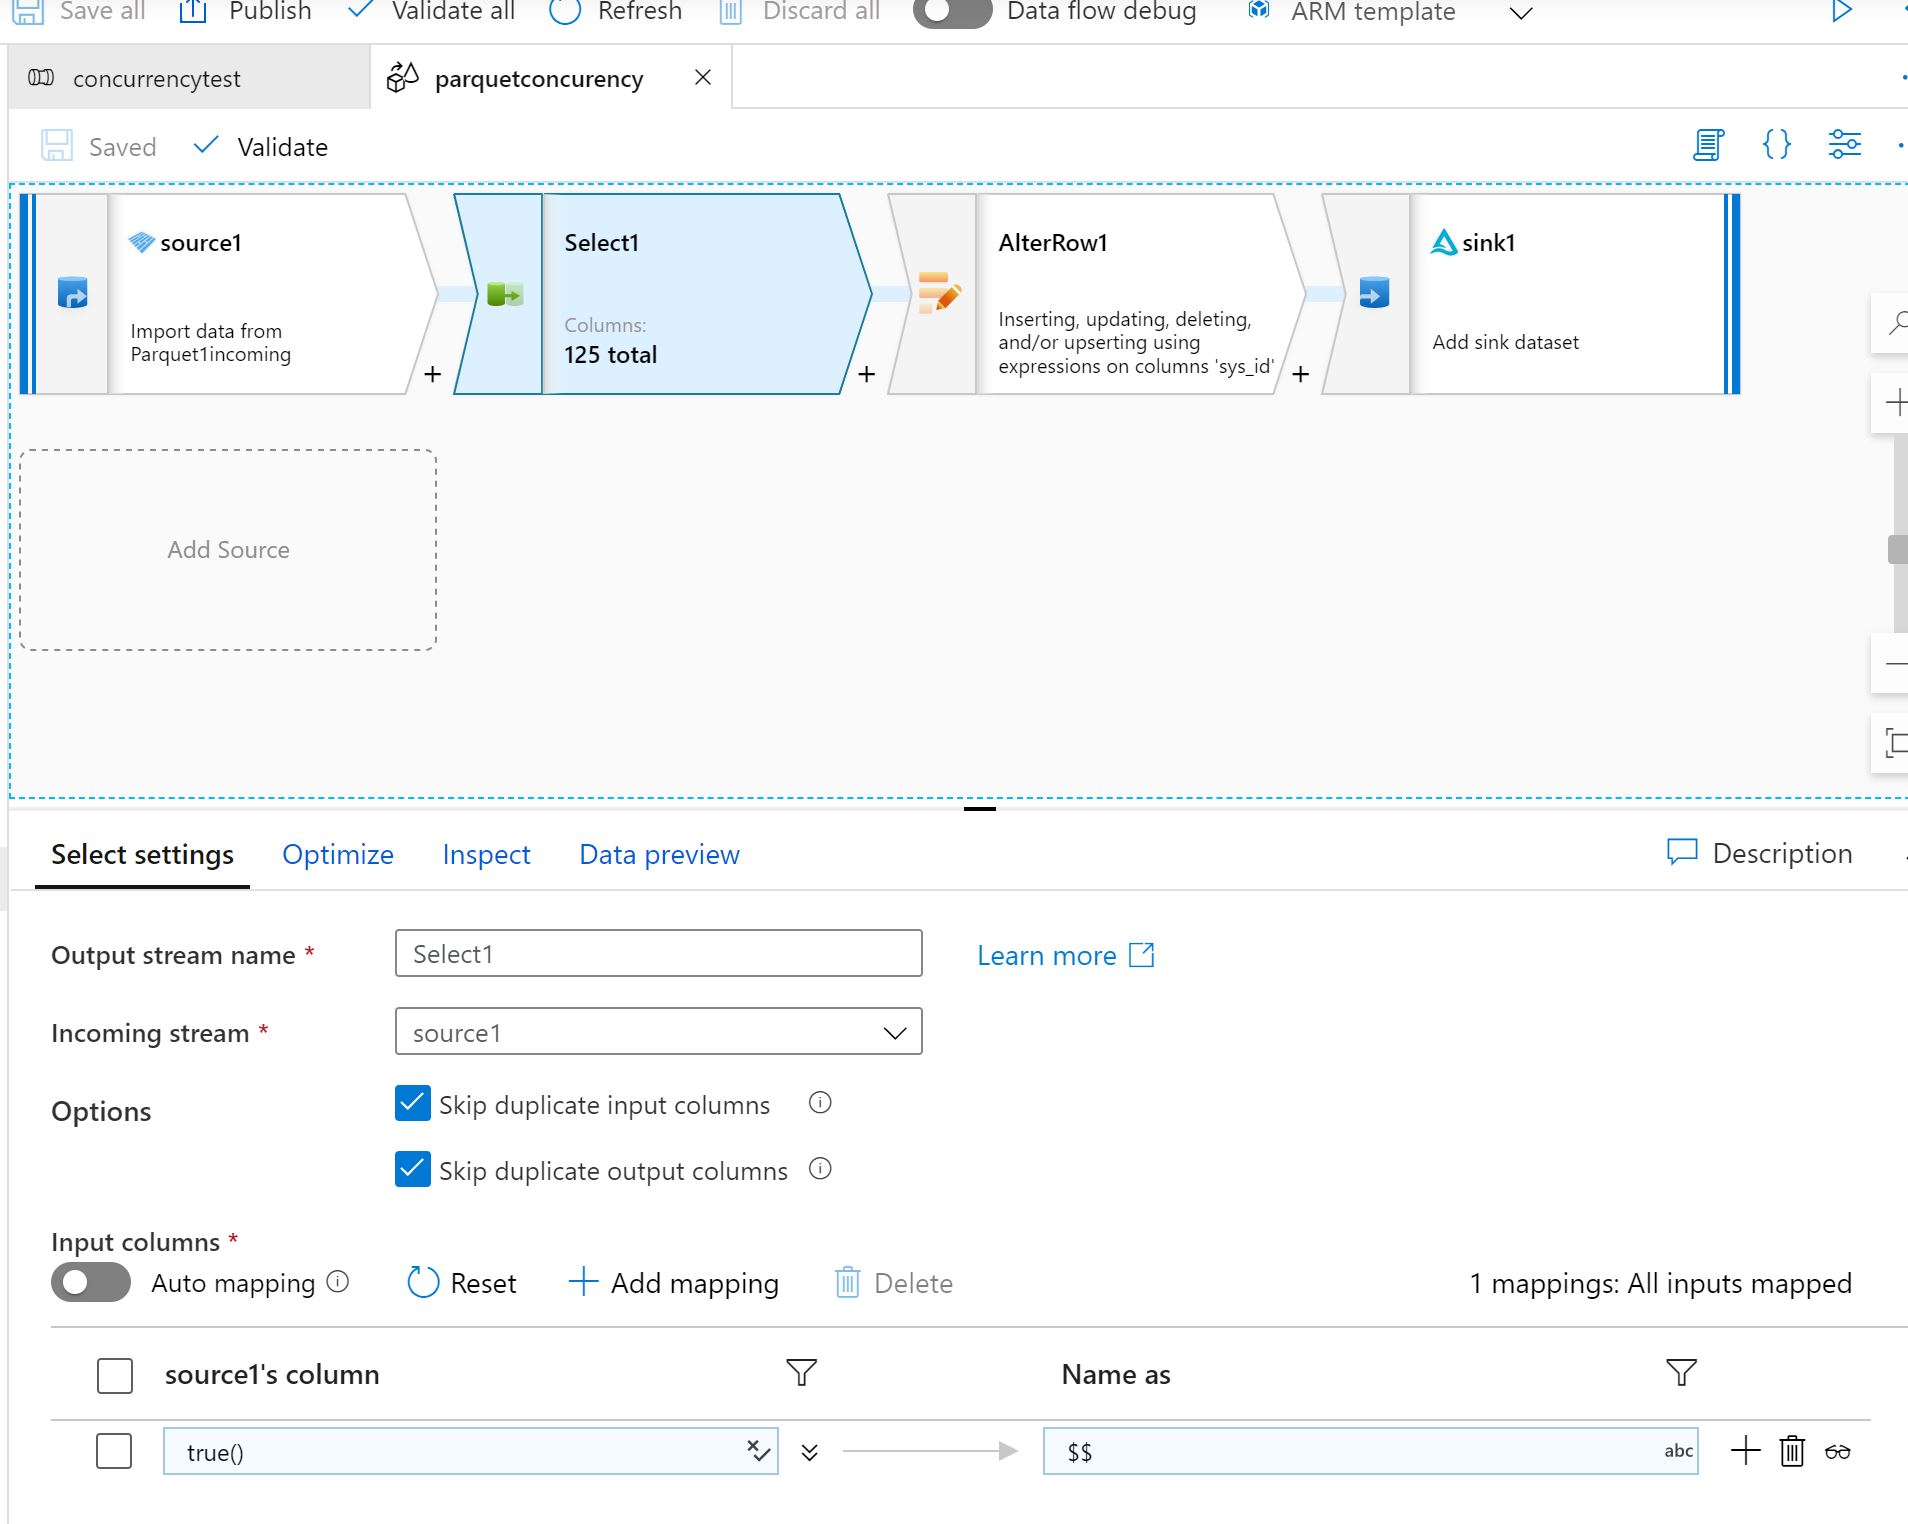 Save all Publish Validate all Refresh Discard all Data flow debug ARM template
concurrencytest parquetconcurency
Saved Validate
source1
Import data from
Parquet1incoming
+
Select1
Columns:
125 total
+
AlterRow1
Inserting, updating, deleting,
and/or upserting using
expressions on columns 'sys_id'
+
sink1
Add sink dataset
Add Source
Select settings Optimize Inspect Data preview Description
Output stream name * Select1 Learn more
Incoming stream * source1
Options Skip duplicate input columns
Skip duplicate output columns
Input columns *
Auto mapping Reset Add mapping Delete 1 mappings: All inputs mapped
source1's column Name as
true() $$ abc